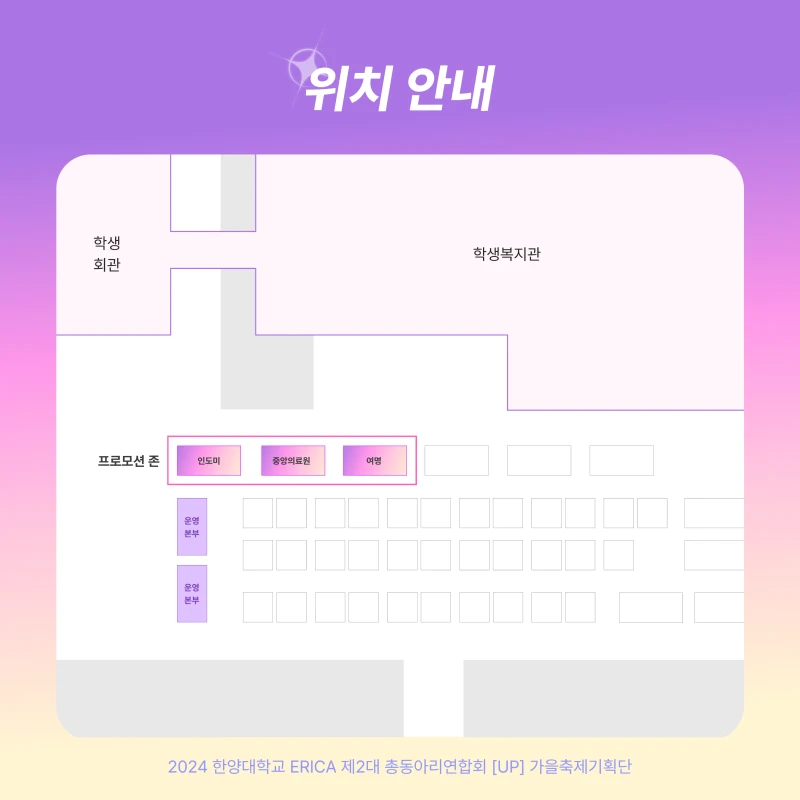 위치 안내
학생
회관
학생복지관
프로모션 존
인도미
중앙의료원
여명
운영
본부
운영
본부
2024 한양대학교 ERICA 제2대 총동아리연합회 [UP] 가을축제기획단